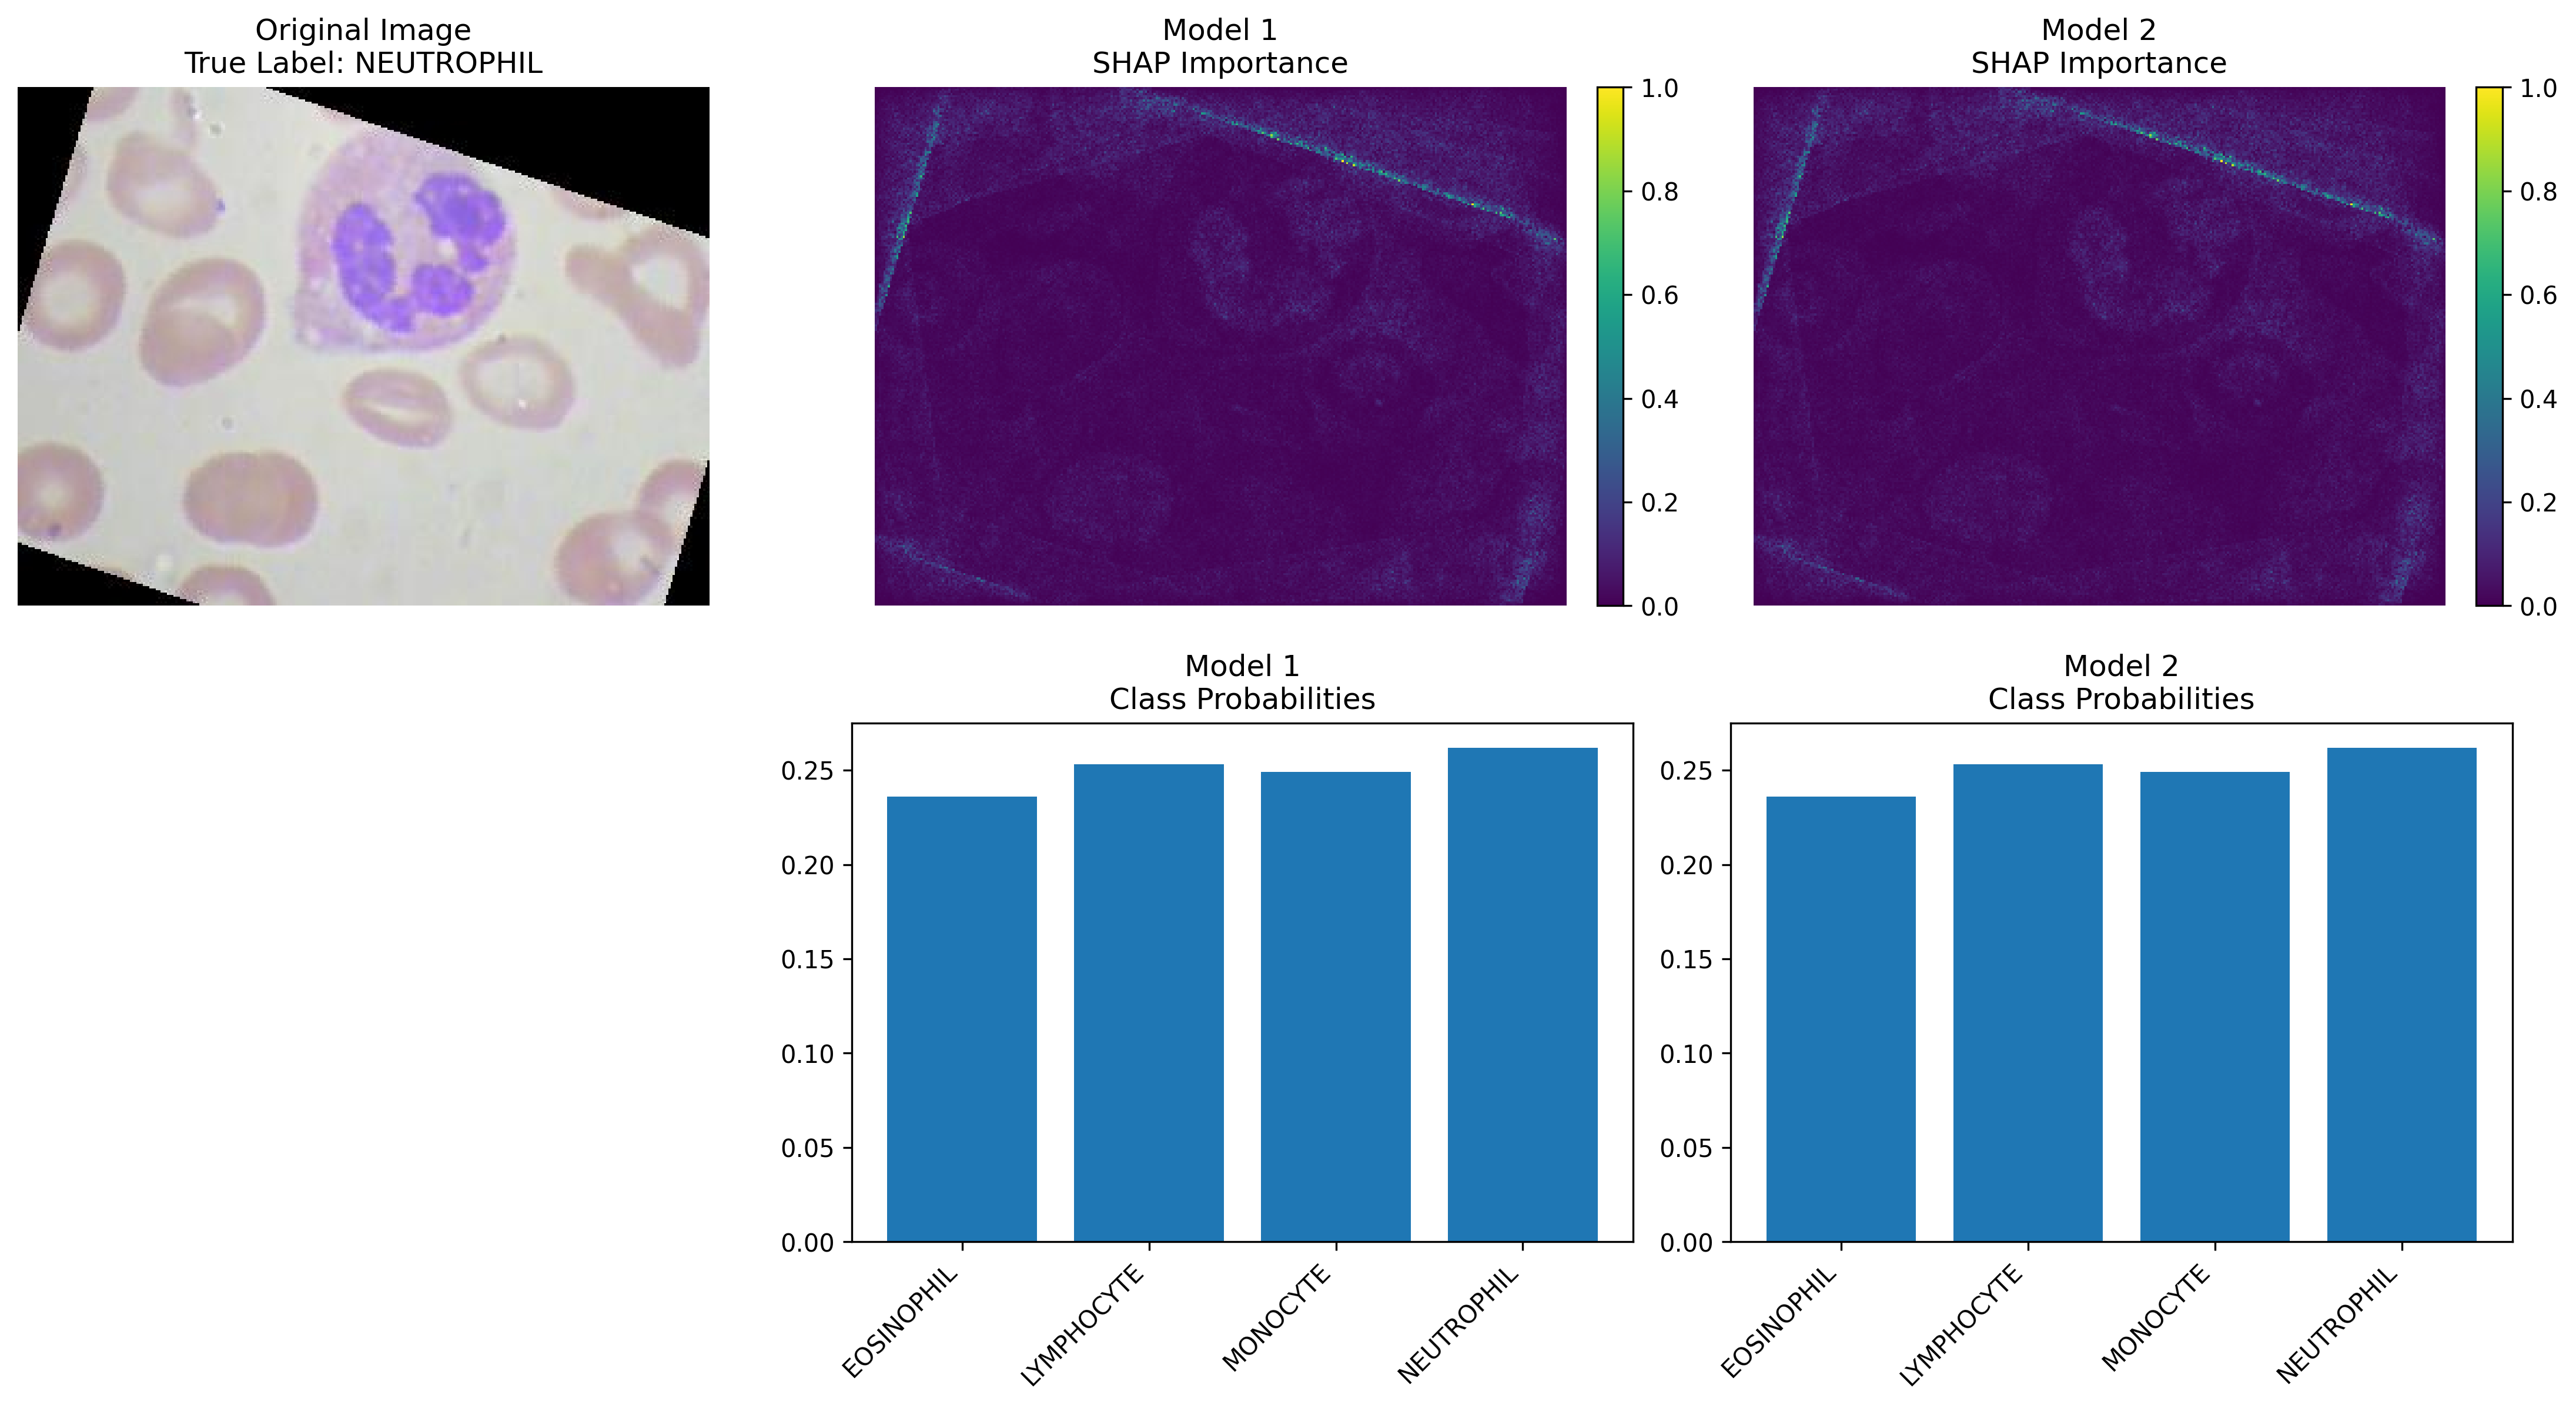 Original Image
True Label: NEUTROPHIL
Model 1
SHAP Importance
1.0
0.8
0.6
0.4
0.2
0.0
Model 2
SHAP Importance
1.0
0.8
0.6
0.4
0.2
0.0
Model 1
Class Probabilities
0.25
0.20
0.15
0.10
0.05
0.00
EOSINOPHIL
LYMPHOCYTE
MONOCYTE
NEUTROPHIL
Model 2
Class Probabilities
0.25
0.20
0.15
0.10
0.05
0.00
EOSINOPHIL
LYMPHOCYTE
MONOCYTE
NEUTROPHIL